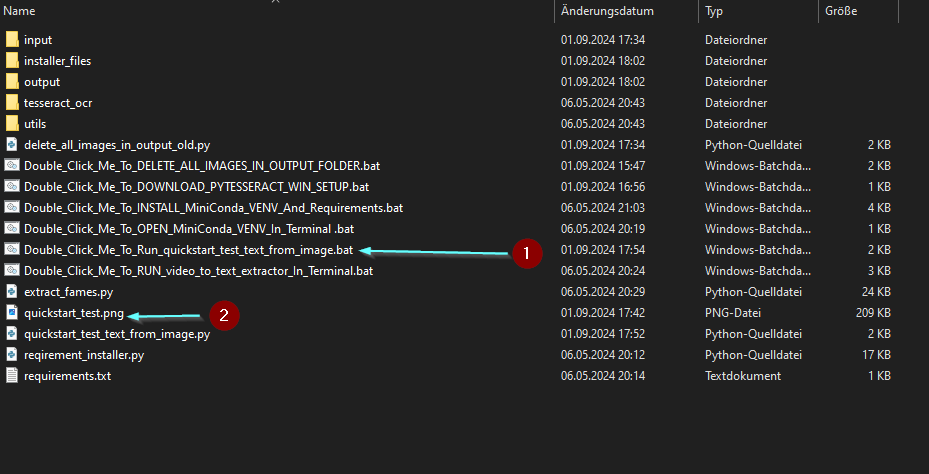 Name Änderungsdatum Typ Größe
input 01.09.2024 17:34 Dateiordner
installer_files 01.09.2024 18:02 Dateiordner
output 01.09.2024 18:02 Dateiordner
tesseract_ocr 06.05.2024 20:43 Dateiordner
utils 06.05.2024 20:43 Dateiordner
delete_all_images_in_output_old.py 01.09.2024 17:34 Python-Quelldatei 2 KB
Double_Click_Me_To_DELETE_ALL_IMAGES_IN_OUTPUT_FOLDER.bat 01.09.2024 15:47 Windows-Batchda... 2 KB
Double_Click_Me_To_DOWNLOAD_PYTESSERACT_WIN_SETUP.bat 01.09.2024 16:56 Windows-Batchda... 1 KB
Double_Click_Me_To_INSTALL_MiniConda_VENV_And_Requirements.bat 06.05.2024 21:03 Windows-Batchda... 4 KB
Double_Click_Me_To_OPEN_MiniConda_VENV_In_Terminal .bat 06.05.2024 20:19 Windows-Batchda... 1 KB
Double_Click_Me_To_Run_quickstart_test_text_from_image.bat 1 01.09.2024 17:54 Windows-Batchda... 2 KB
Double_Click_Me_To_RUN_video_to_text_extractor_In_Terminal.bat 06.05.2024 20:24 Windows-Batchda... 3 KB
extract_fames.py 06.05.2024 20:29 Python-Quelldatei 24 KB
quickstart_test.png 2 01.09.2024 17:42 PNG-Datei 209 KB
quickstart_test_text_from_image.py 01.09.2024 17:52 Python-Quelldatei 2 KB
reqirement_installer.py 06.05.2024 20:12 Python-Quelldatei 17 KB
requirements.txt 06.05.2024 20:14 Textdokument 1 KB